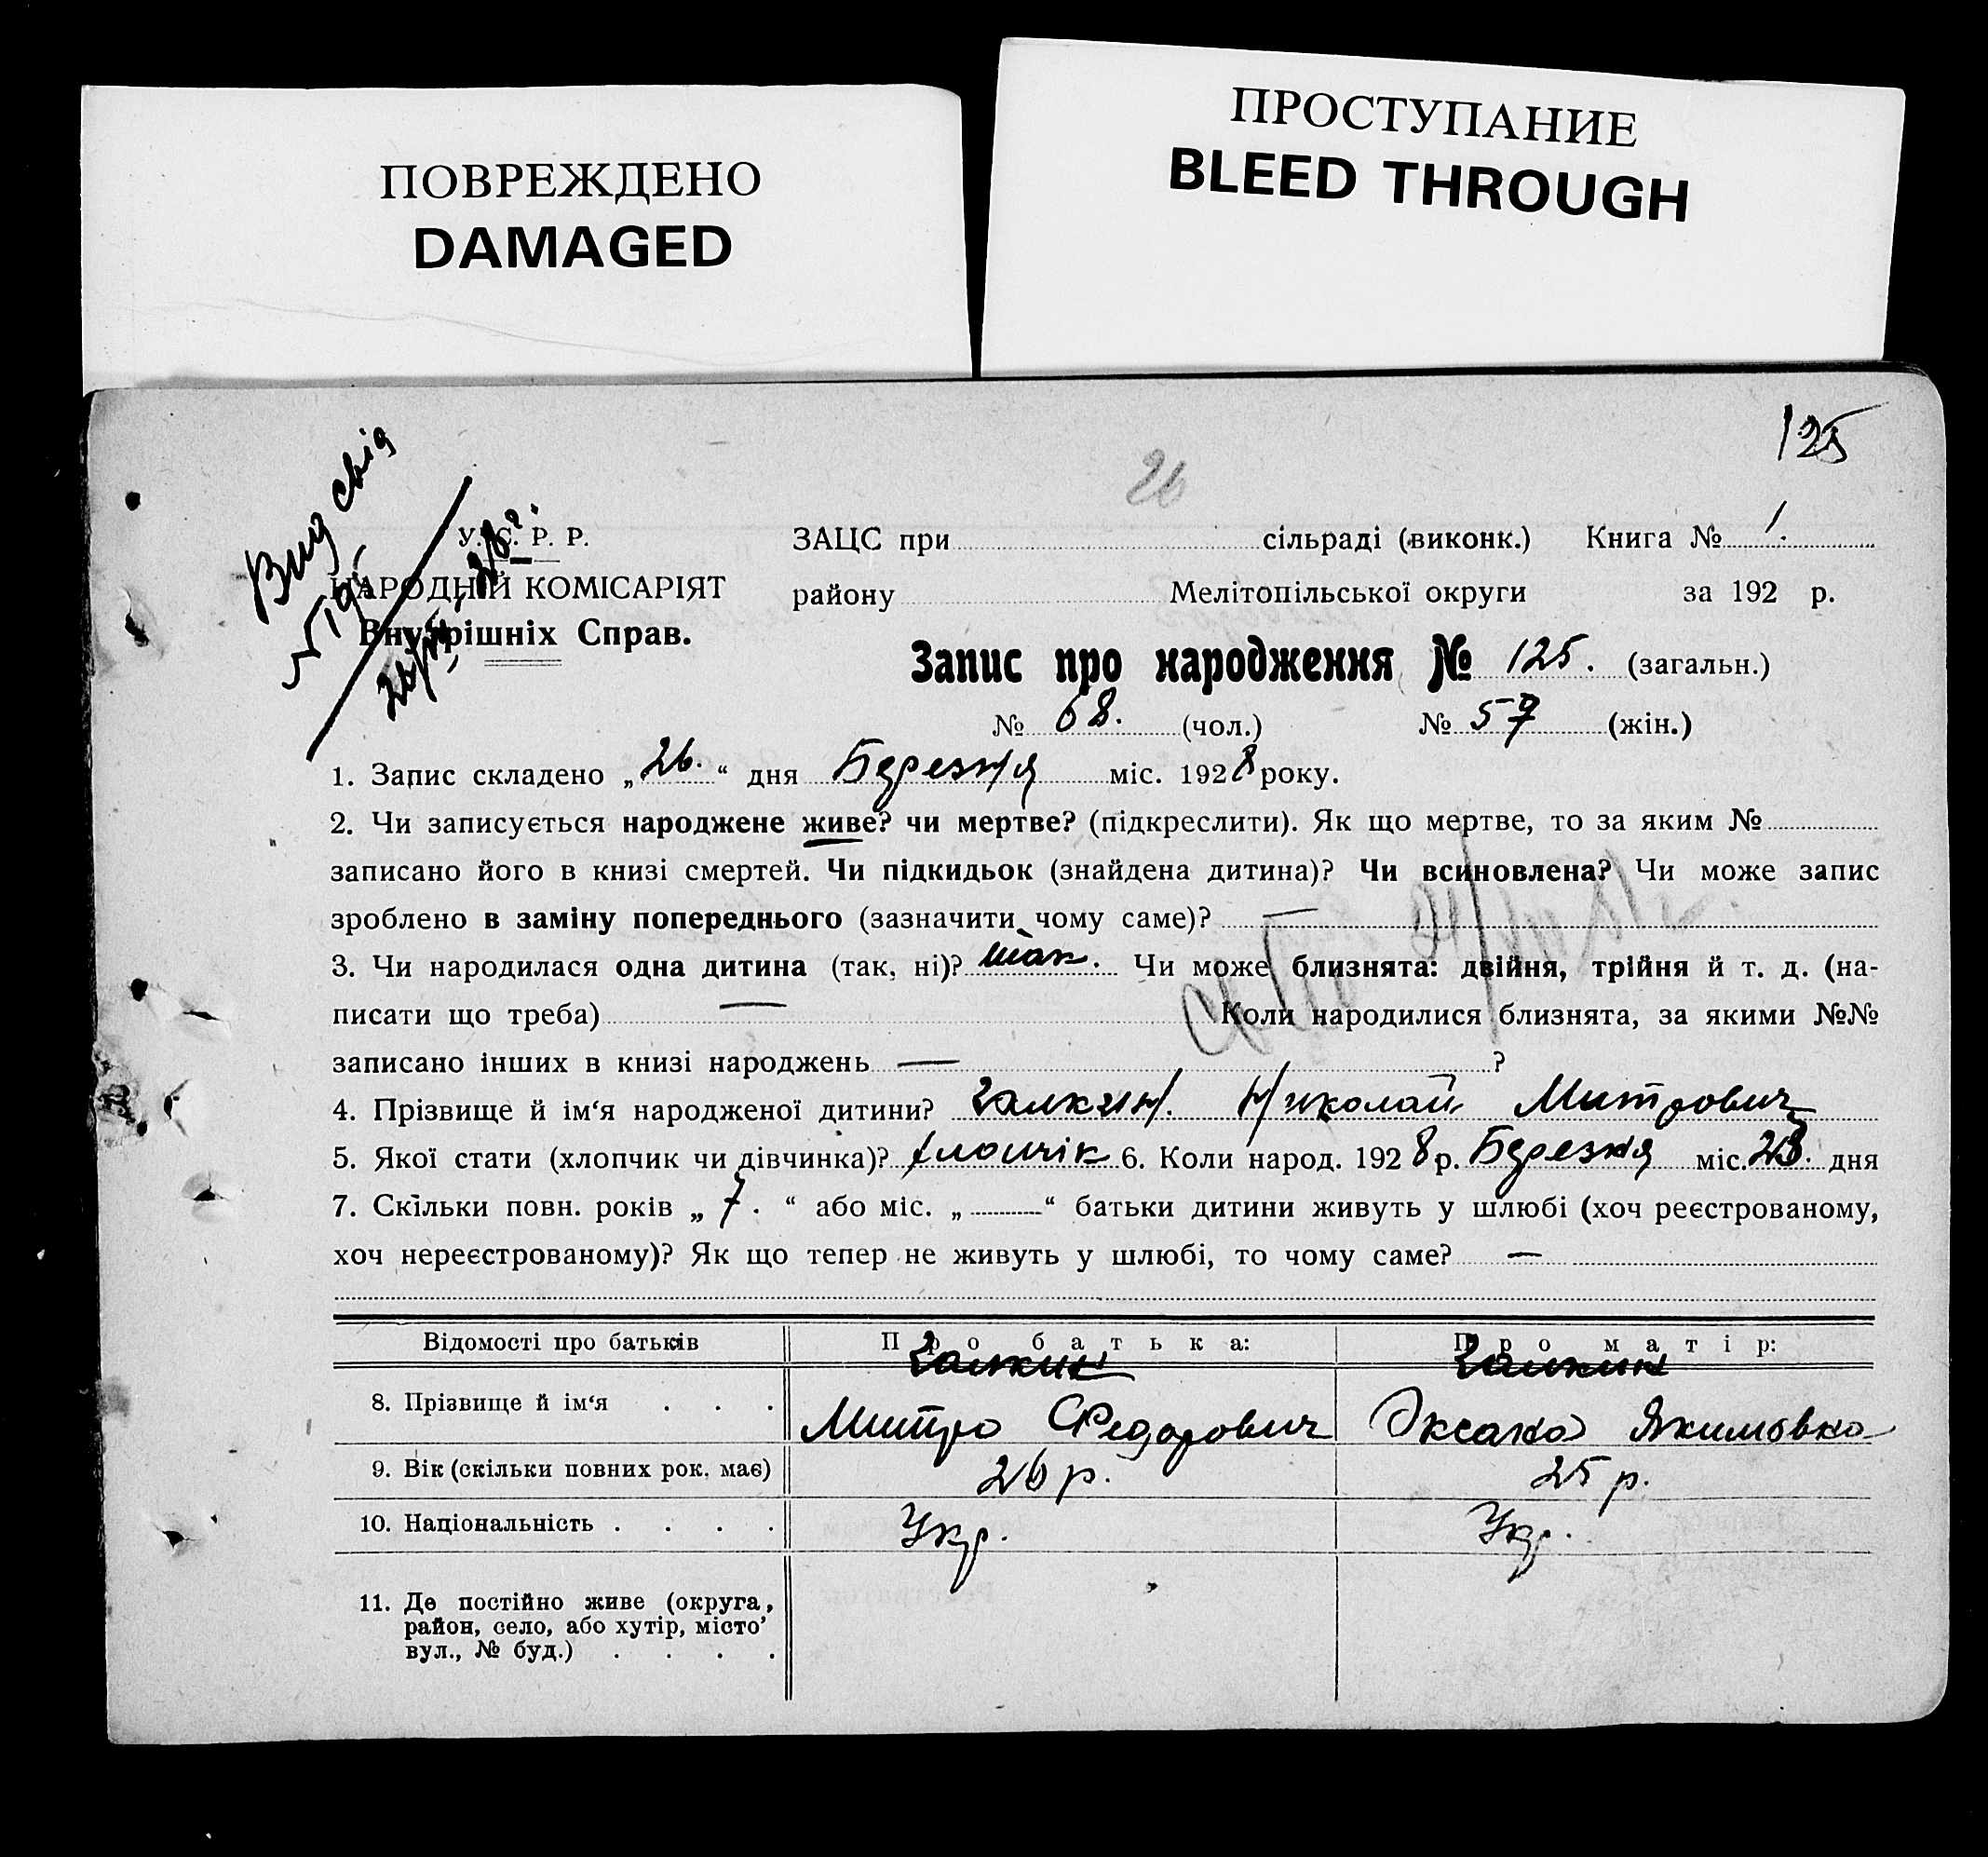 ПОВРЕЖДЕНО
DAMAGED
ПРОСТУПАНИЕ
BLEED THROUGH
125
26
Вид свід
У. С. Р. Р.
НАРОДНІЙ КОМІСАРІЯТ
Внутрішніх Справ.
ЗАЦС при сільраді (виконк.) Книга № 1.
району Мелітопільської округи за 192 р.
Запис про народження № 125. (загальн.)
№ 68. (чол.) № 57 (жін.)
1. Запис складено „26.“ дня Березня міс. 1928 року.
2. Чи записується народжене живе? чи мертве? (підкреслити). Як що мертве, то за яким №
записано його в книзі смертей. Чи підкидьок (знайдена дитина)? Чи всиновлена? Чи може запис
зроблено в заміну попереднього (зазначити чому саме)? —
3. Чи народилася одна дитина (так, ні)? так. Чи може близнята: двійня, трійня й т. д. (на-
писати що треба) — Коли народилися близнята, за якими №№
записано інших в книзі народжень — ?
4. Прізвище й ім‘я народженої дитини? Галкин. Николай Митрович
5. Якої стати (хлопчик чи дівчинка)? хлопчік 6. Коли народ. 1928 р. Березня міс. 23. дня
7. Скільки повн. років „7.“ або міс. „ “ батьки дитини живуть у шлюбі (хоч реєстрованому,
хоч нереєстрованому)? Як що тепер не живуть у шлюбі, то чому саме? —
Відомості про батьків Про батька: Про матір:
Галкин Галкин
8. Прізвище й ім‘я . . . Митро Федорович Оксана Якимовна
9. Вік (скільки повних рок. має) 26 р. 25 р.
10. Національність . . . . Укр. Укр.
11. Де постійно живе (округа,
район, село, або хутір, місто’
вул., № буд.) . . . .